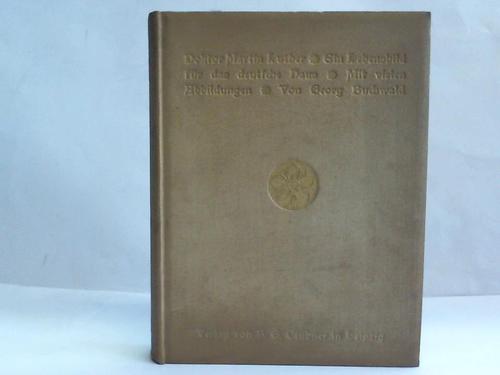 Doktor Martin Luther ❁ Ein Lebensbild
für das deutsche Haus ❁ Mit vielen
Abbildungen ❁ Von Georg Buchwald
Verlag von B. G. Teubner in Leipzig